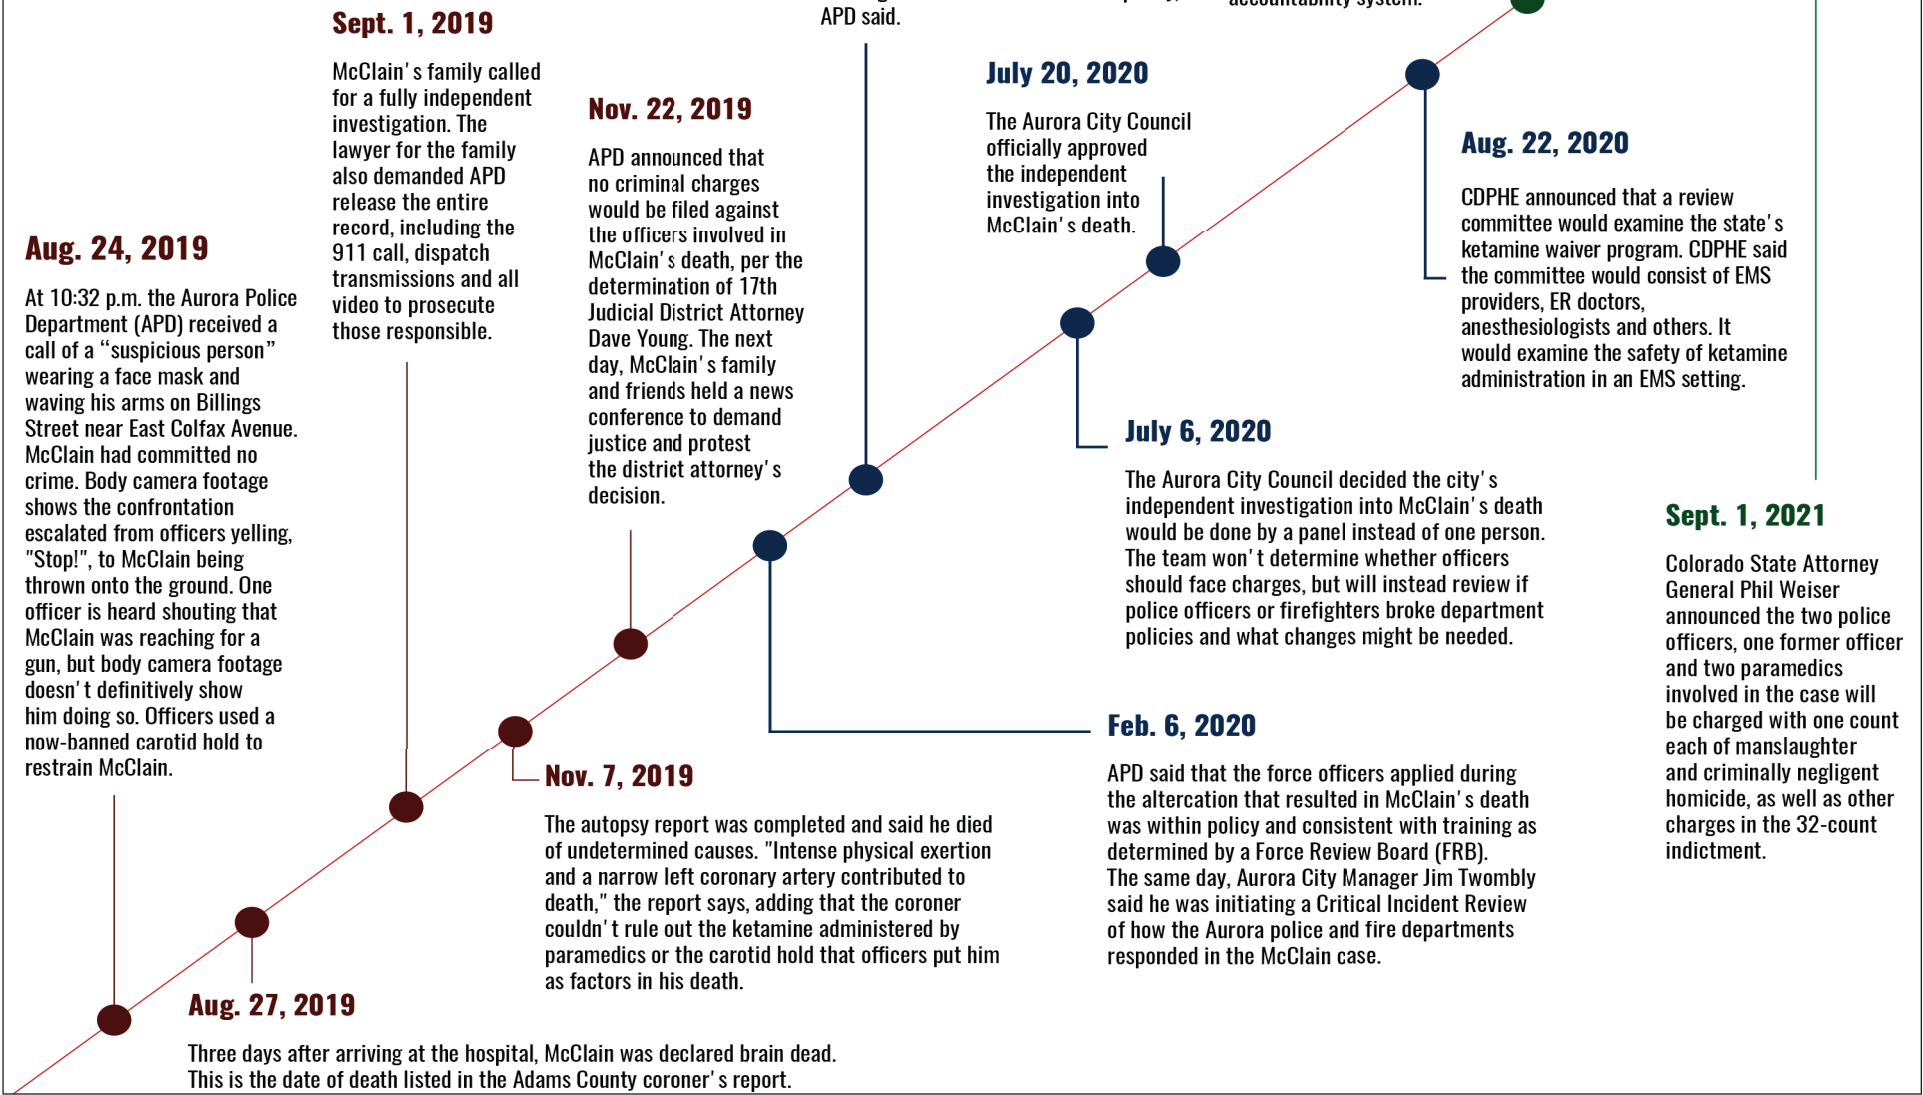 APD said.
accountability system.
Sept. 1, 2019
McClain's family called
for a fully independent
investigation. The
lawyer for the family
also demanded APD
release the entire
record, including the
911 call, dispatch
transmissions and all
video to prosecute
those responsible.
Nov. 22, 2019
APD announced that
no criminal charges
would be filed against
the officers involved in
McClain's death, per the
determination of 17th
Judicial District Attorney
Dave Young. The next
day, McClain's family
and friends held a news
conference to demand
justice and protest
the district attorney's
decision.
July 20, 2020
The Aurora City Council
officially approved
the independent
investigation into
McClain's death.
Aug. 22, 2020
CDPHE announced that a review
committee would examine the state's
ketamine waiver program. CDPHE said
the committee would consist of EMS
providers, ER doctors,
anesthesiologists and others. It
would examine the safety of ketamine
administration in an EMS setting.
Aug. 24, 2019
At 10:32 p.m. the Aurora Police
Department (APD) received a
call of a “suspicious person”
wearing a face mask and
waving his arms on Billings
Street near East Colfax Avenue.
McClain had committed no
crime. Body camera footage
shows the confrontation
escalated from officers yelling,
"Stop!", to McClain being
thrown onto the ground. One
officer is heard shouting that
McClain was reaching for a
gun, but body camera footage
doesn't definitively show
him doing so. Officers used a
now-banned carotid hold to
restrain McClain.
July 6, 2020
The Aurora City Council decided the city's
independent investigation into McClain's death
would be done by a panel instead of one person.
The team won't determine whether officers
should face charges, but will instead review if
police officers or firefighters broke department
policies and what changes might be needed.
Sept. 1, 2021
Colorado State Attorney
General Phil Weiser
announced the two police
officers, one former officer
and two paramedics
involved in the case will
be charged with one count
each of manslaughter
and criminally negligent
homicide, as well as other
charges in the 32-count
indictment.
Feb. 6, 2020
APD said that the force officers applied during
the altercation that resulted in McClain's death
was within policy and consistent with training as
determined by a Force Review Board (FRB).
The same day, Aurora City Manager Jim Twombly
said he was initiating a Critical Incident Review
of how the Aurora police and fire departments
responded in the McClain case.
Nov. 7, 2019
The autopsy report was completed and said he died
of undetermined causes. "Intense physical exertion
and a narrow left coronary artery contributed to
death," the report says, adding that the coroner
couldn't rule out the ketamine administered by
paramedics or the carotid hold that officers put him
as factors in his death.
Aug. 27, 2019
Three days after arriving at the hospital, McClain was declared brain dead.
This is the date of death listed in the Adams County coroner's report.